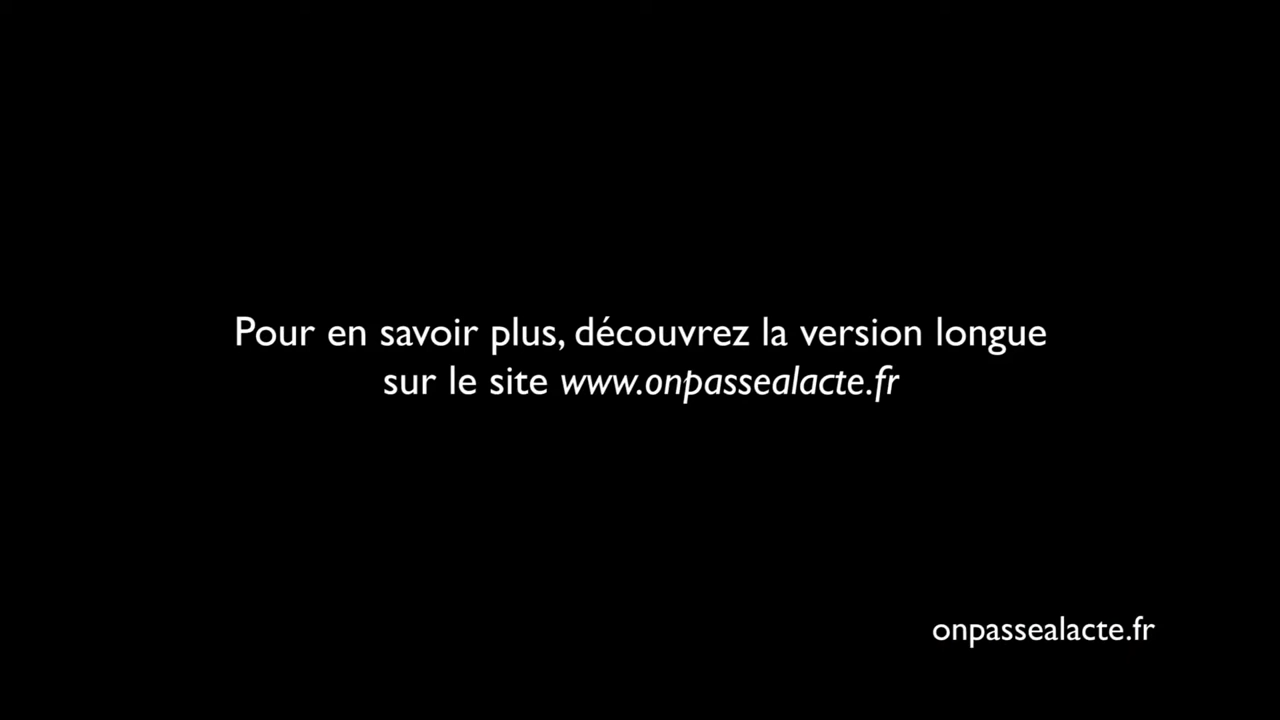 Pour en savoir plus, découvrez la version longue
sur le site www.onpassealacte.fr
onpassealacte.fr